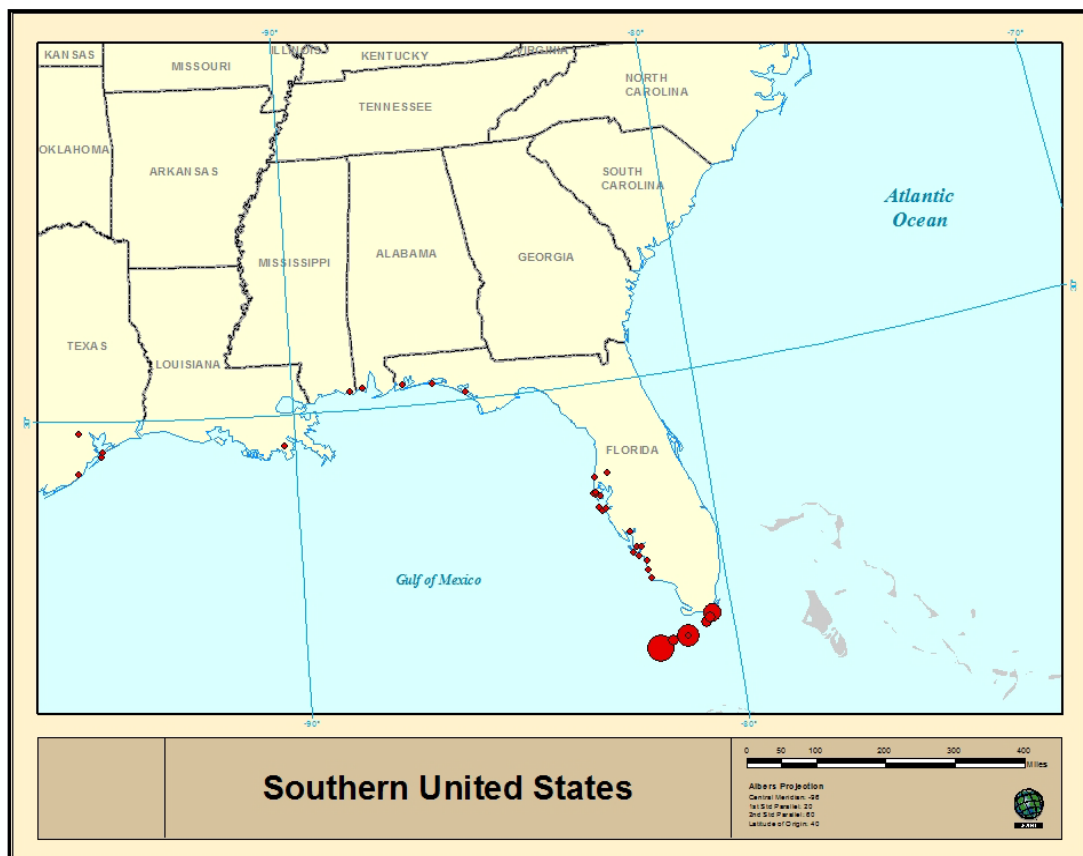 -90°
-80°
-70°
KANSAS
ILLINOIS
KENTUCKY
VIRGINIA
MISSOURI
NORTH
CAROLINA
TENNESSEE
OKLAHOMA
ARKANSAS
SOUTH
CAROLINA
Atlantic
Ocean
MISSISSIPPI
ALABAMA
GEORGIA
30°
TEXAS
LOUISIANA
30°
FLORIDA
Gulf of Mexico
-90°
-80°
Southern United States
0 50 100 200 300 400
Miles
Albers Projection
Central Meridian: -96
1st Std Parallel: 20
2nd Std Parallel: 60
Latitude of Origin: 40